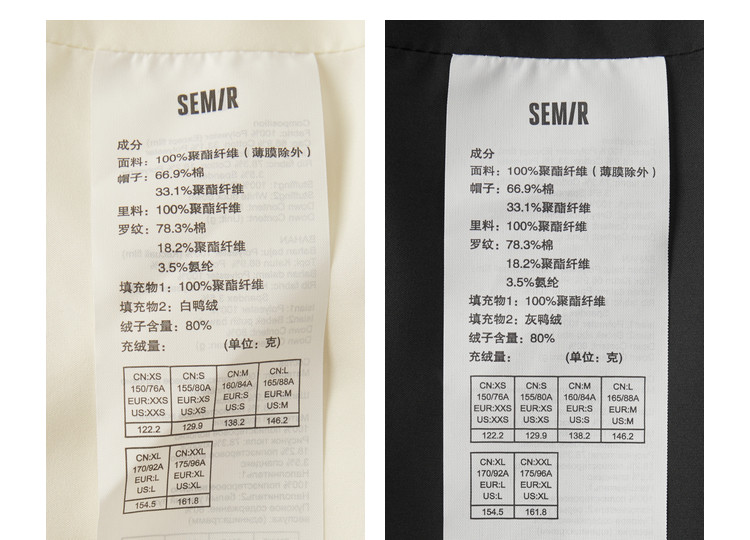 SEMIR
成分
面料：100%聚酯纤维（薄膜除外）
帽子：66.9%棉
33.1%聚酯纤维
里料：100%聚酯纤维
罗纹：78.3%棉
18.2%聚酯纤维
3.5%氨纶
填充物1：100%聚酯纤维
填充物2：白鸭绒
绒子含量：80%
充绒量： (单位：克)
CN:XS CN:S CN:M CN:L
150/76A 155/80A 160/84A 165/88A
EUR:XXS EUR:XS EUR:S EUR:M
US:XXS US:XS US:S US:M
122.2 129.9 138.2 146.2
CN:XL CN:XXL
170/92A 175/96A
EUR:L EUR:XL
US:L US:XL
154.5 161.8
SEMIR
成分
面料：100%聚酯纤维（薄膜除外）
帽子：66.9%棉
33.1%聚酯纤维
里料：100%聚酯纤维
罗纹：78.3%棉
18.2%聚酯纤维
3.5%氨纶
填充物1：100%聚酯纤维
填充物2：灰鸭绒
绒子含量：80%
充绒量： (单位：克)
CN:XS CN:S CN:M CN:L
150/76A 155/80A 160/84A 165/88A
EUR:XXS EUR:XS EUR:S EUR:M
US:XXS US:XS US:S US:M
122.2 129.9 138.2 146.2
CN:XL CN:XXL
170/92A 175/96A
EUR:L EUR:XL
US:L US:XL
154.5 161.8